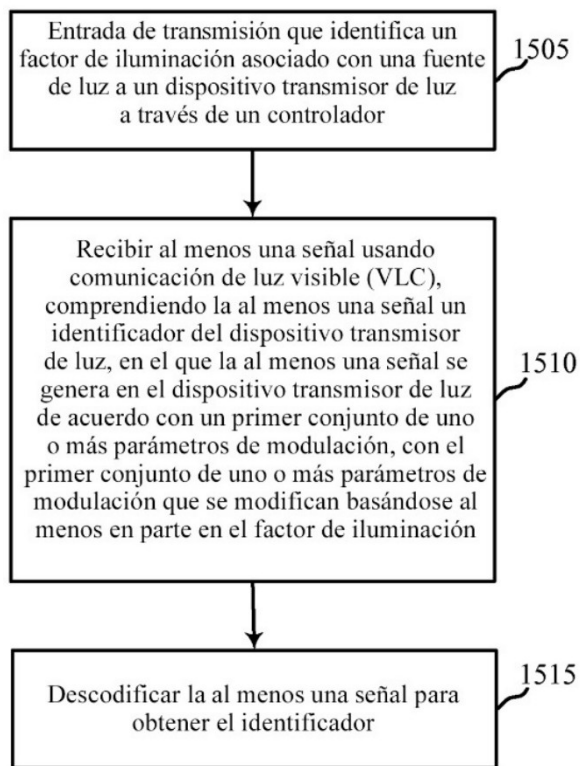 Entrada de transmisión que identifica un
factor de iluminación asociado con una fuente
de luz a un dispositivo transmisor de luz
a través de un controlador
1505
Recibir al menos una señal usando
comunicación de luz visible (VLC),
comprendiendo la al menos una señal un
identificador del dispositivo transmisor
de luz, en el que la al menos una señal se
genera en el dispositivo transmisor de luz
de acuerdo con un primer conjunto de uno
o más parámetros de modulación, con el
primer conjunto de uno o más parámetros de
modulación que se modifican basándose al
menos en parte en el factor de iluminación
1510
Descodificar la al menos una señal para
obtener el identificador
1515